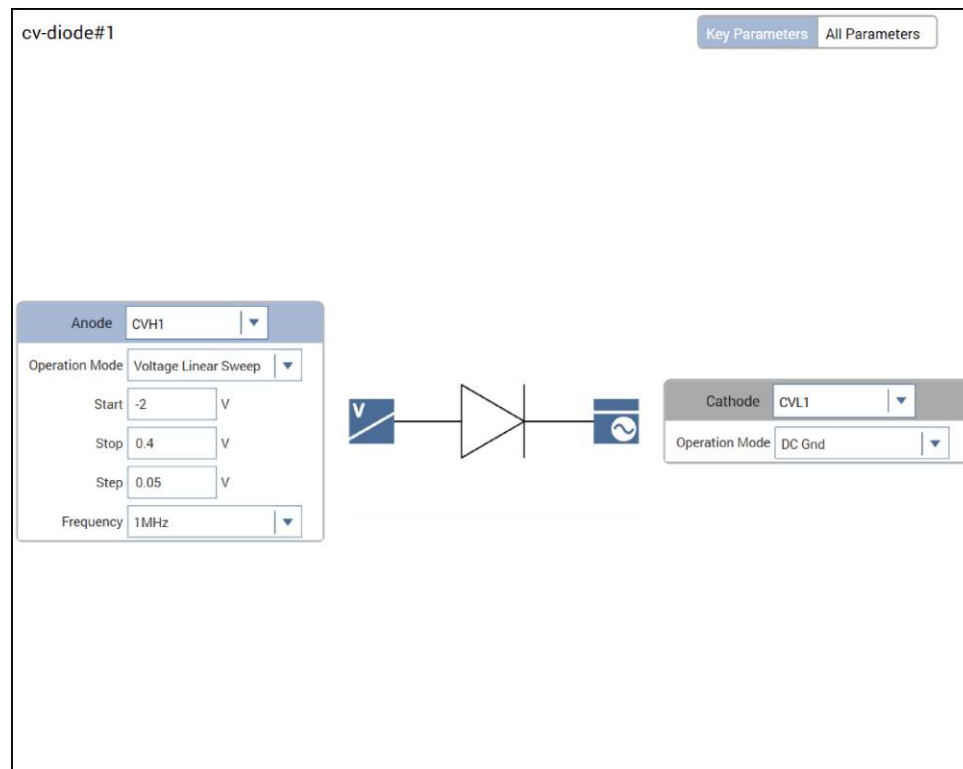 cv-diode#1
Key Parameters All Parameters
Anode CVH1
Operation Mode Voltage Linear Sweep
Start -2 V
Stop 0.4 V
Step 0.05 V
Frequency 1MHz
V
Cathode CVL1
Operation Mode DC Gnd